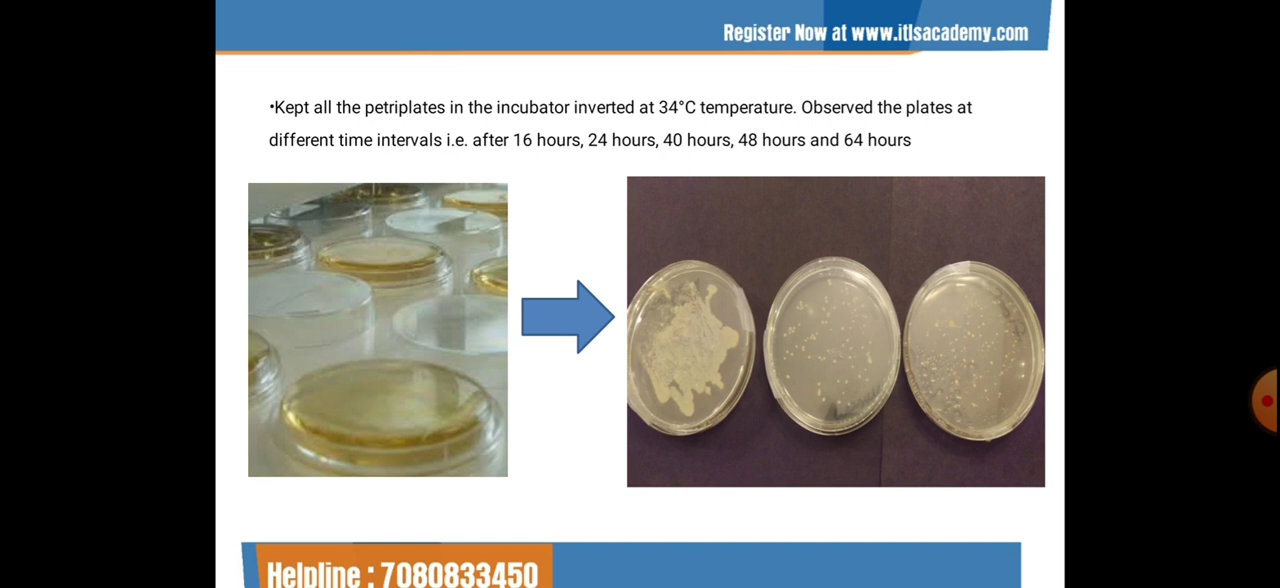 Register Now at www.itlsacademy.com
•Kept all the petriplates in the incubator inverted at 34°C temperature. Observed the plates at
different time intervals i.e. after 16 hours, 24 hours, 40 hours, 48 hours and 64 hours
Helpline : 7080833450